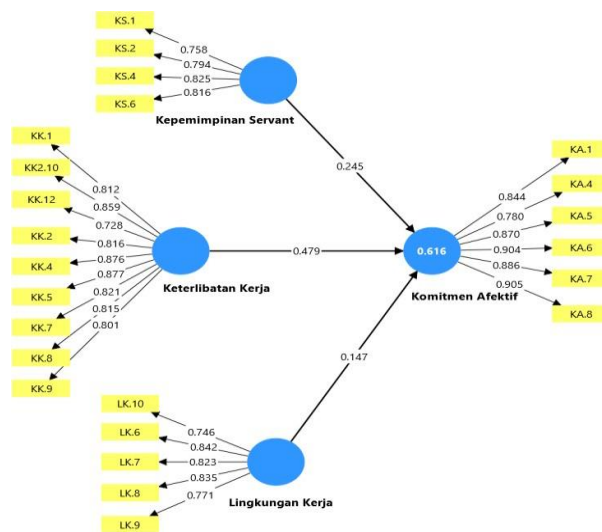 KS.1
KS.2
KS.4
KS.6
0.758
0.794
0.825
0.816
Kepemimpinan Servant
0.245
KK.1
KK2.10
KK.12
KK.2
KK.4
KK.5
KK.7
KK.8
KK.9
0.812
0.859
0.728
0.816
0.876
0.877
0.821
0.815
0.801
Keterlibatan Kerja
0.479
0.616
Komitmen Afektif
0.844
0.780
0.870
0.904
0.886
0.905
KA.1
KA.4
KA.5
KA.6
KA.7
KA.8
0.147
LK.10
LK.6
LK.7
LK.8
LK.9
0.746
0.842
0.823
0.835
0.771
Lingkungan Kerja